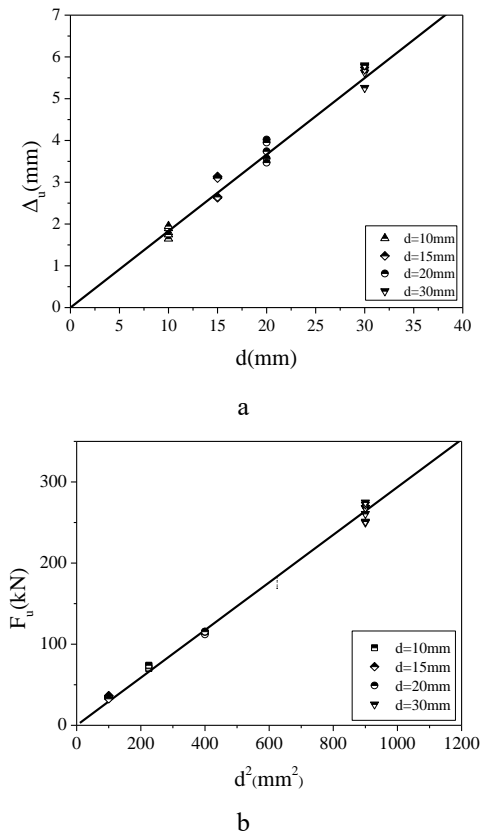 7
6
5
4
3
2
1
0
Δu(mm)
0 5 10 15 20 25 30 35 40
d(mm)
d=10mm
d=15mm
d=20mm
d=30mm
a
300
200
100
0
Fu(kN)
0 200 400 600 800 1000 1200
d²(mm²)
d=10mm
d=15mm
d=20mm
d=30mm
b